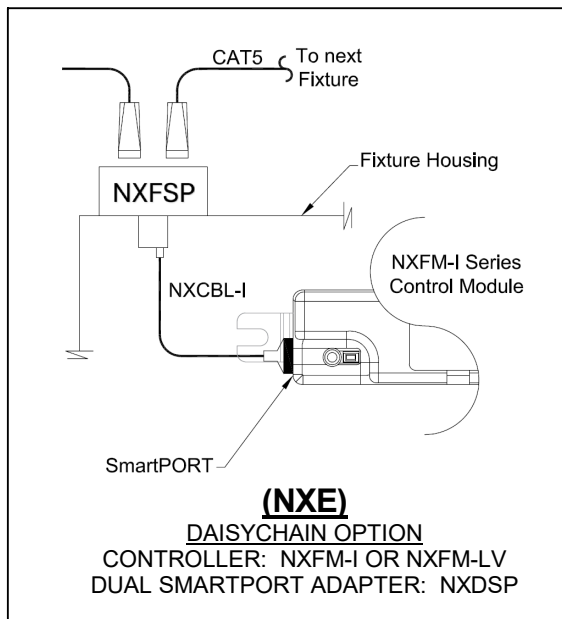 CAT5
To next
Fixture
Fixture Housing
NXFSP
NXFM-I Series
Control Module
NXCBL-I
SmartPORT
(NXE)
DAISYCHAIN OPTION
CONTROLLER: NXFM-I OR NXFM-LV
DUAL SMARTPORT ADAPTER: NXDSP